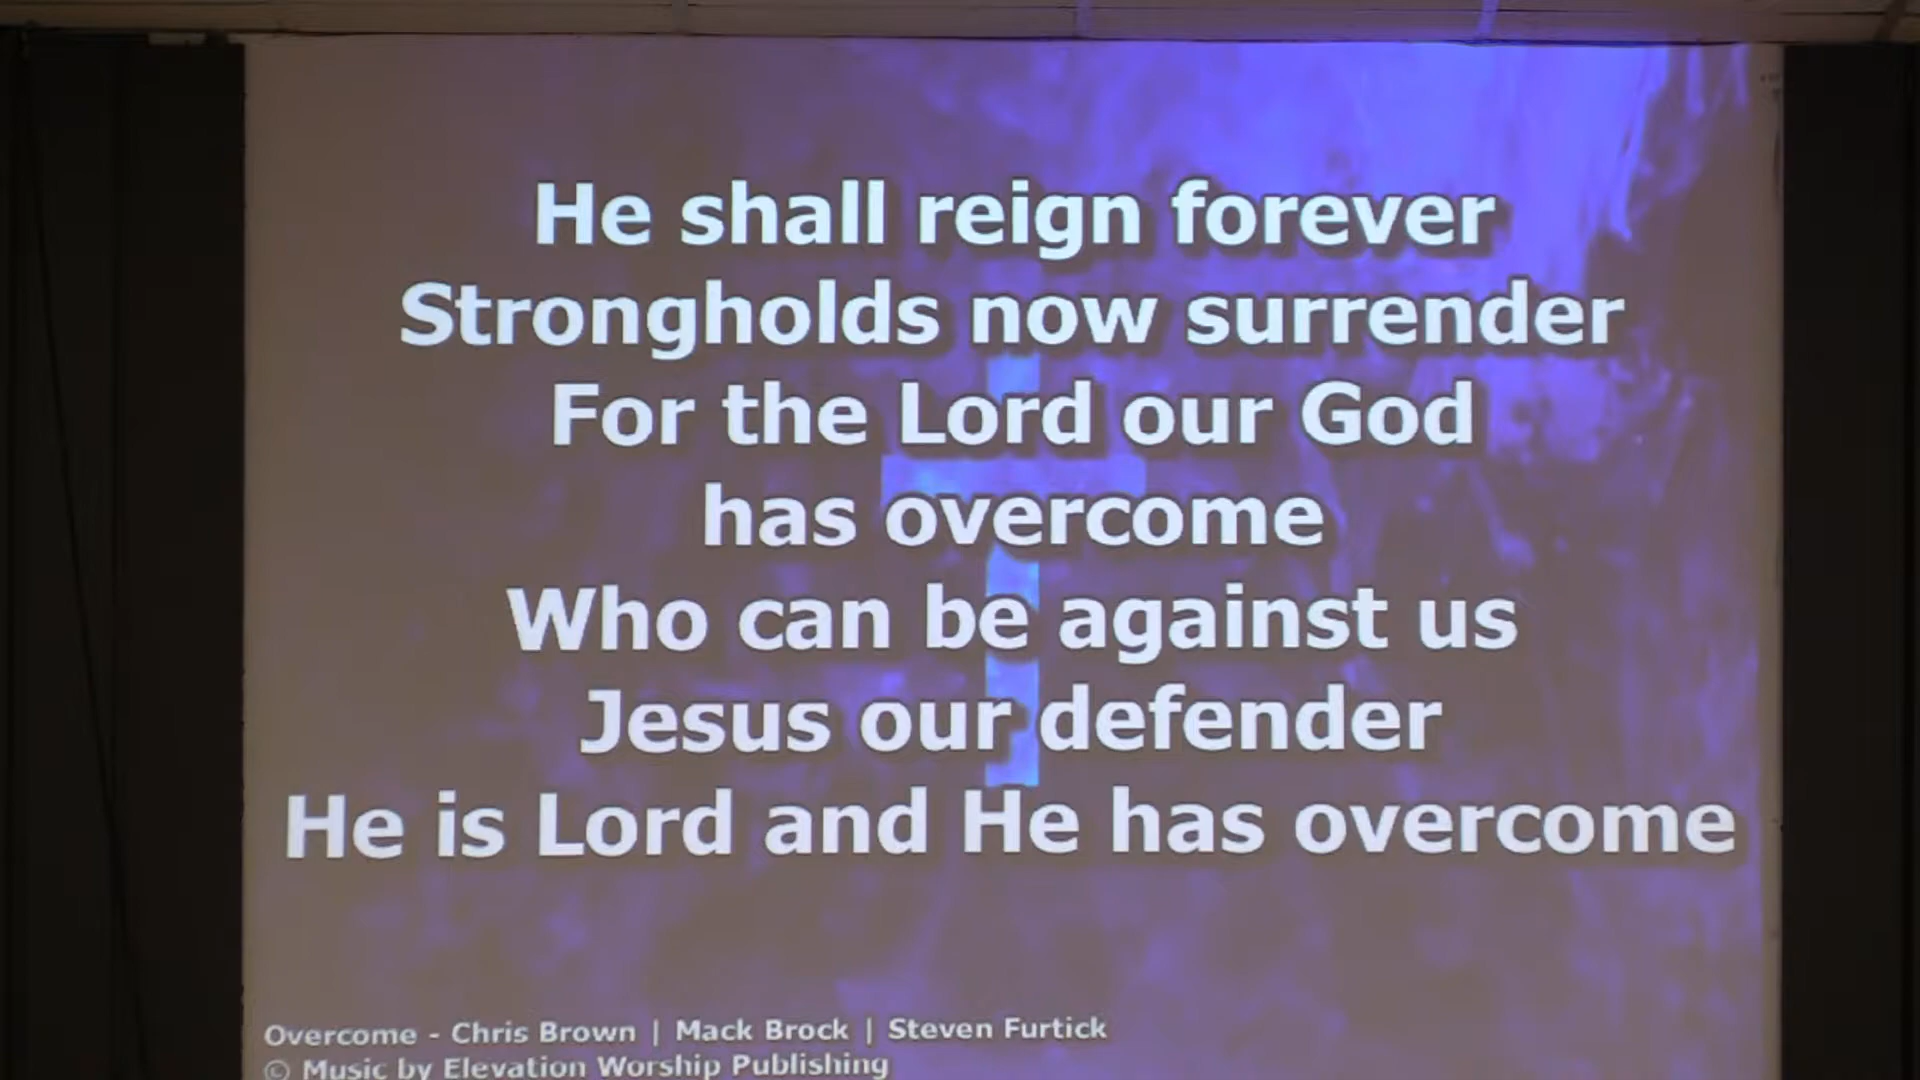 He shall reign forever
Strongholds now surrender
For the Lord our God
has overcome
Who can be against us
Jesus our defender
He is Lord and He has overcome
Overcome - Chris Brown | Mack Brock | Steven Furtick
© Music by Elevation Worship Publishing